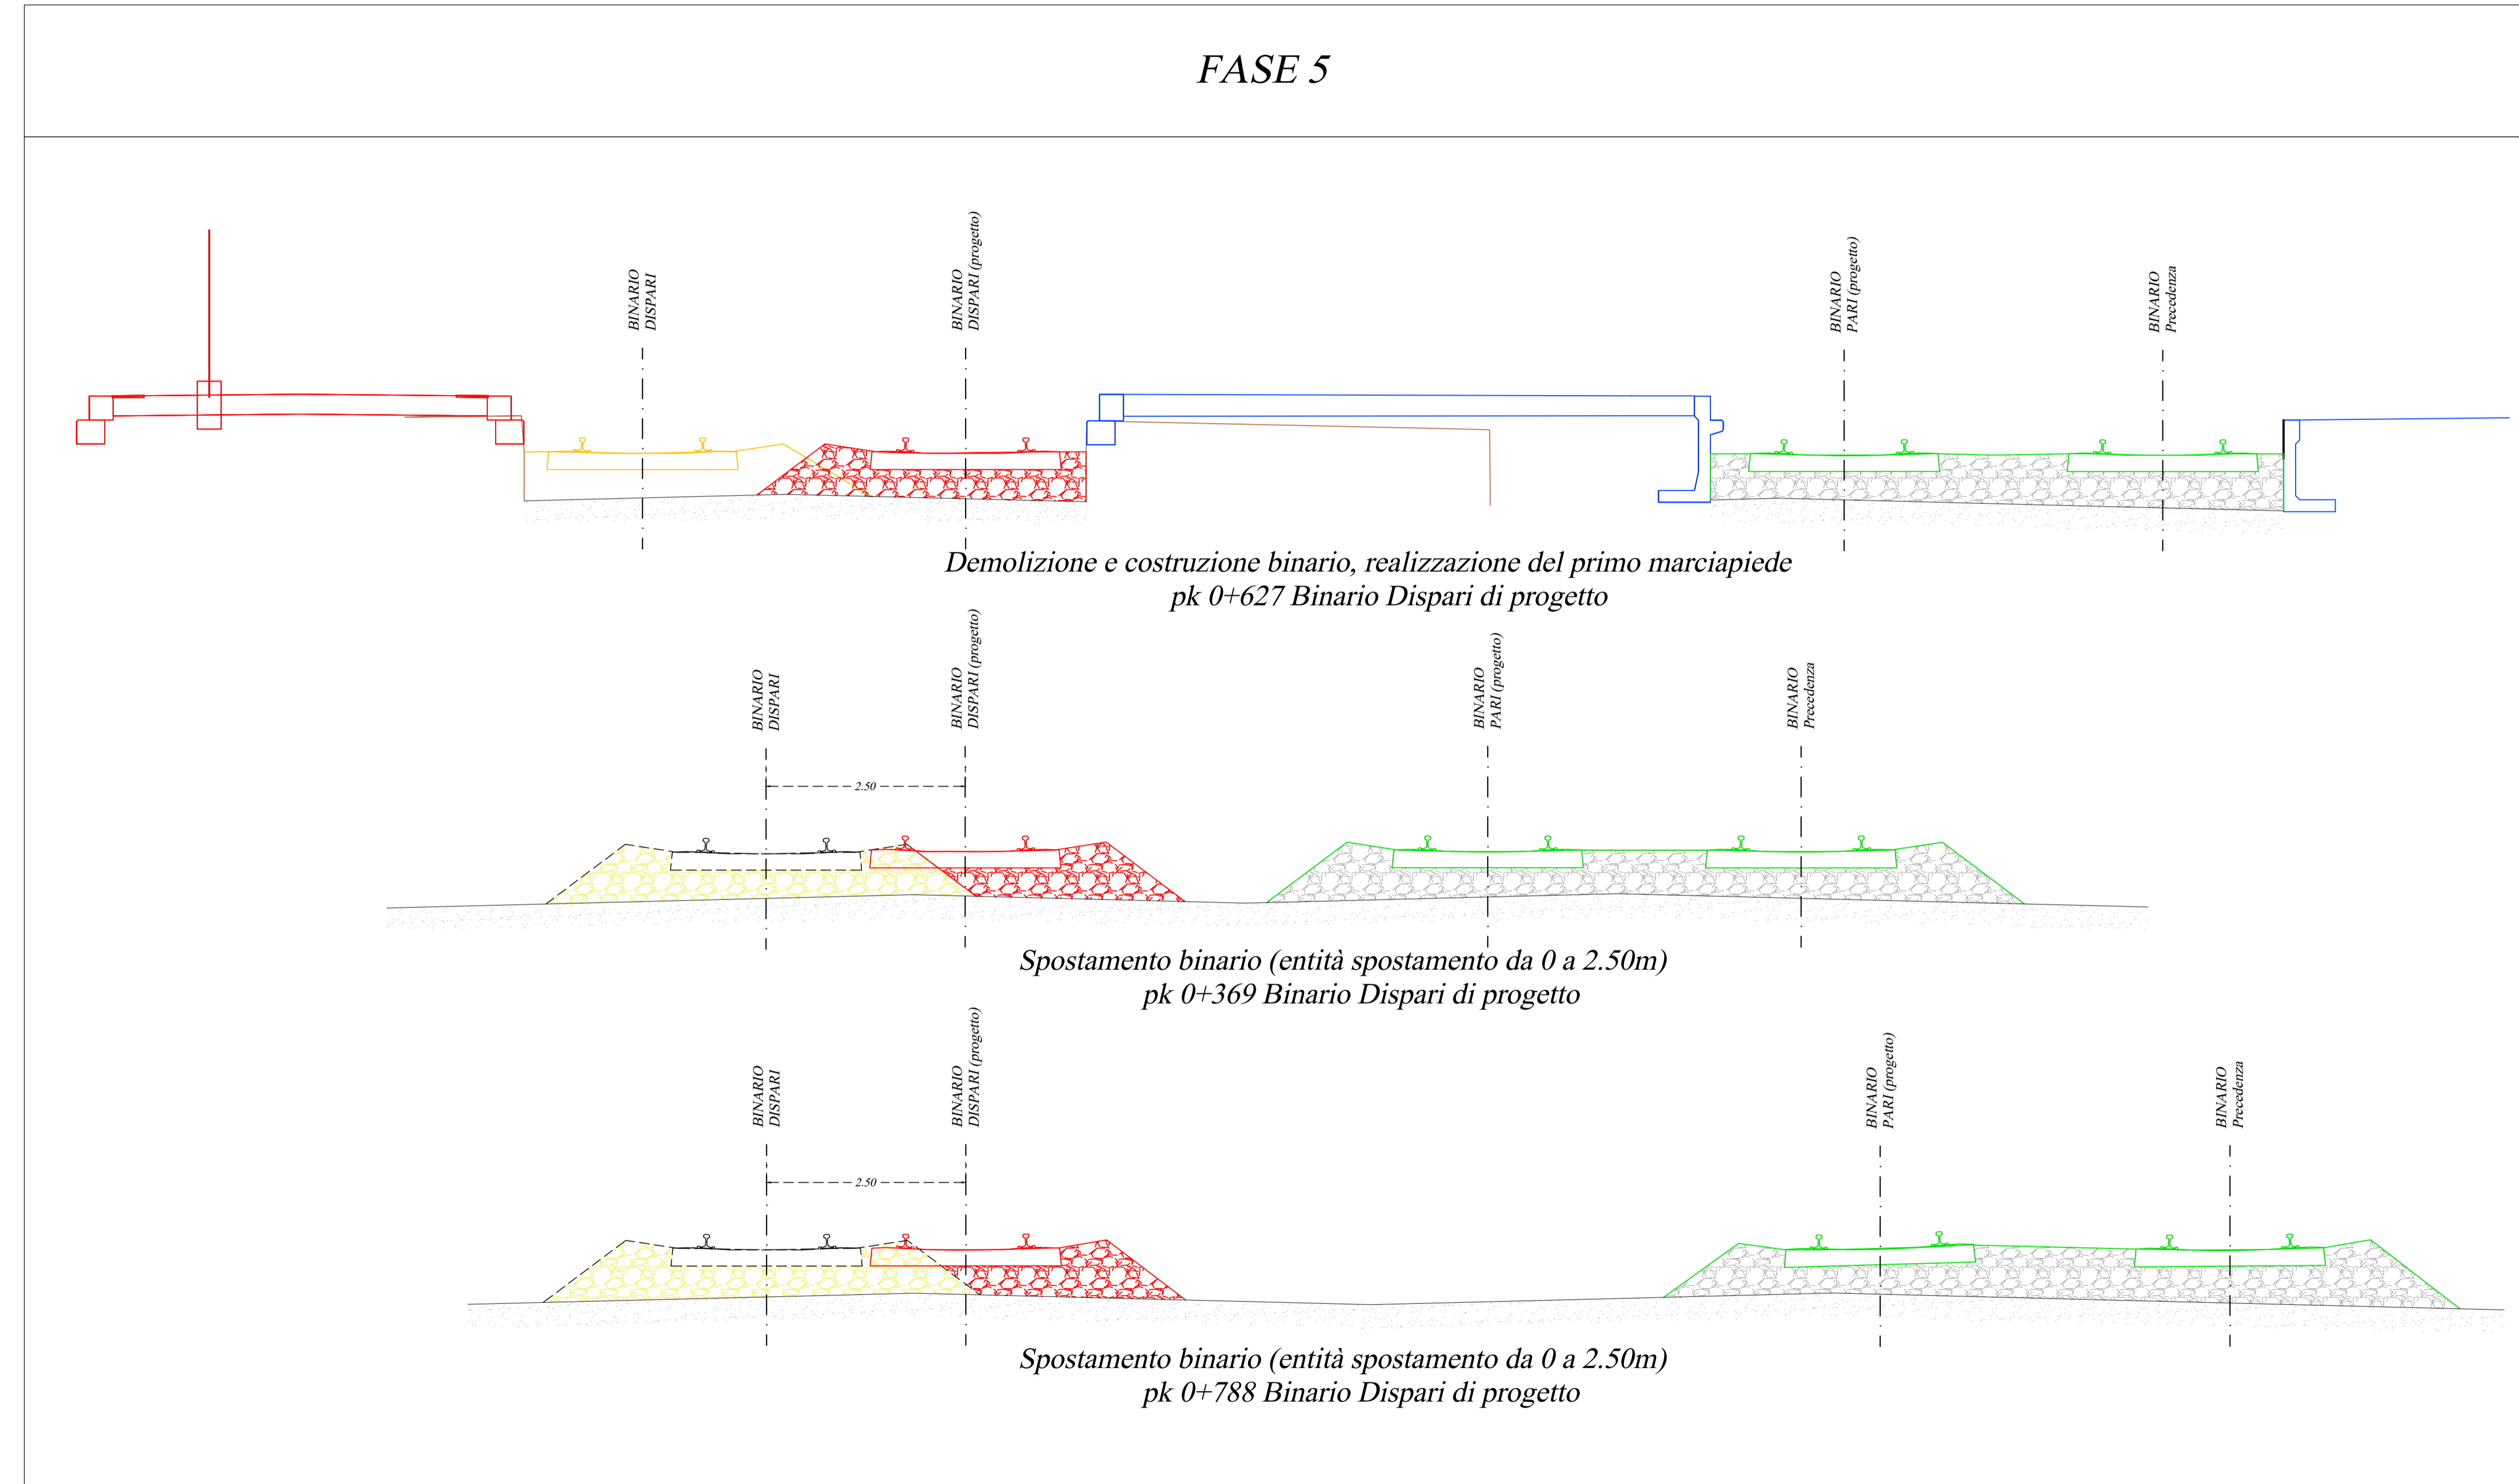 FASE 5
BINARIO
DISPARI
BINARIO
DISPARI (progetto)
BINARIO
PARI (progetto)
BINARIO
Precedenza
Demolizione e costruzione binario, realizzazione del primo marciapiede
pk 0+627 Binario Dispari di progetto
BINARIO
DISPARI
BINARIO
DISPARI (progetto)
BINARIO
PARI (progetto)
BINARIO
Precedenza
2.50
Spostamento binario (entità spostamento da 0 a 2.50m)
pk 0+369 Binario Dispari di progetto
BINARIO
DISPARI
BINARIO
DISPARI (progetto)
BINARIO
PARI (progetto)
BINARIO
Precedenza
2.50
Spostamento binario (entità spostamento da 0 a 2.50m)
pk 0+788 Binario Dispari di progetto